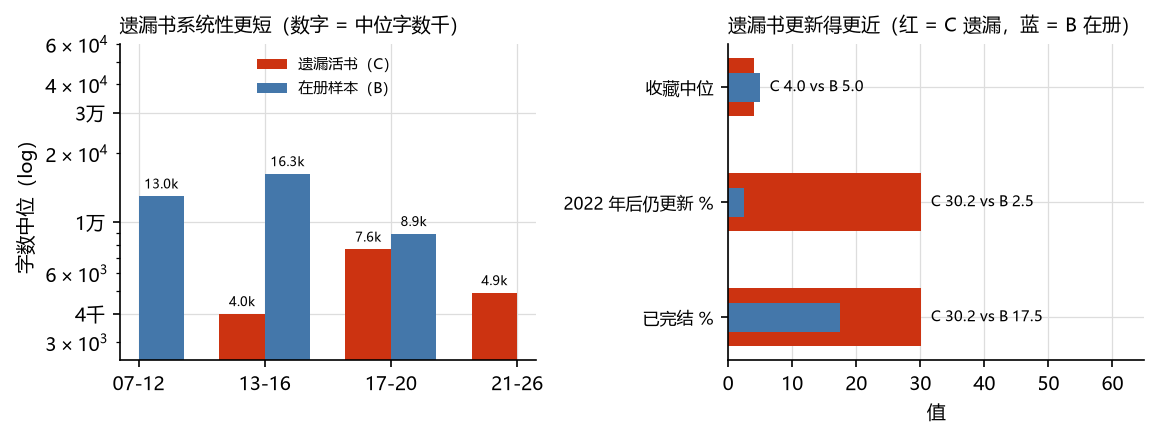 遗漏书系统性更短（数字 = 中位字数千）
6 × 10⁴
4 × 10⁴
3万
2 × 10⁴
1万
6 × 10³
4千
3 × 10³
字数中位（log）
遗漏活书（C）
在册样本（B）
13.0k
4.0k
16.3k
7.6k
8.9k
4.9k
07-12
13-16
17-20
21-26
遗漏书更新得更近（红 = C 遗漏，蓝 = B 在册）
收藏中位
C 4.0 vs B 5.0
2022 年后仍更新 %
C 30.2 vs B 2.5
已完结 %
C 30.2 vs B 17.5
0
10
20
30
40
50
60
值